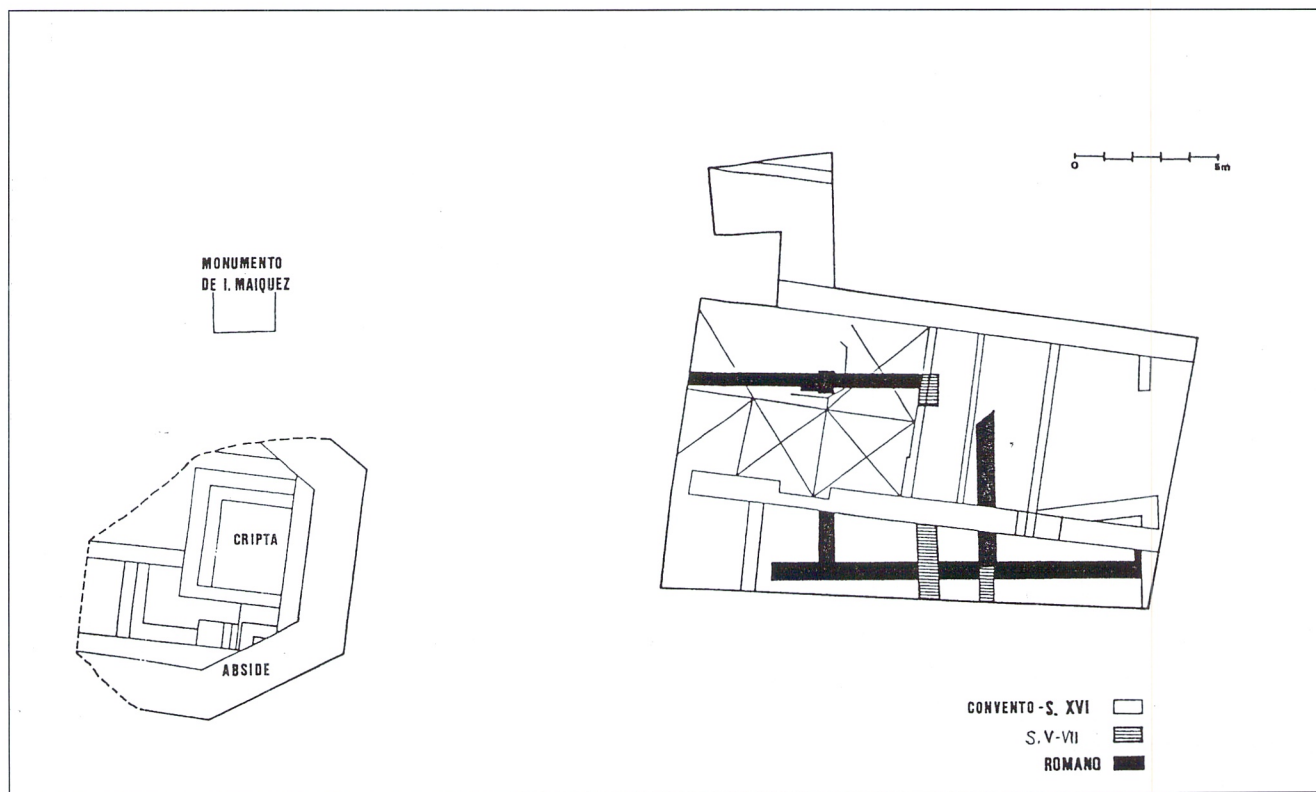 0 5m
MONUMENTO
DE I. MAIQUEZ
CRIPTA
ABSIDE
CONVENTO-S. XVI
S.V-VII
ROMANO